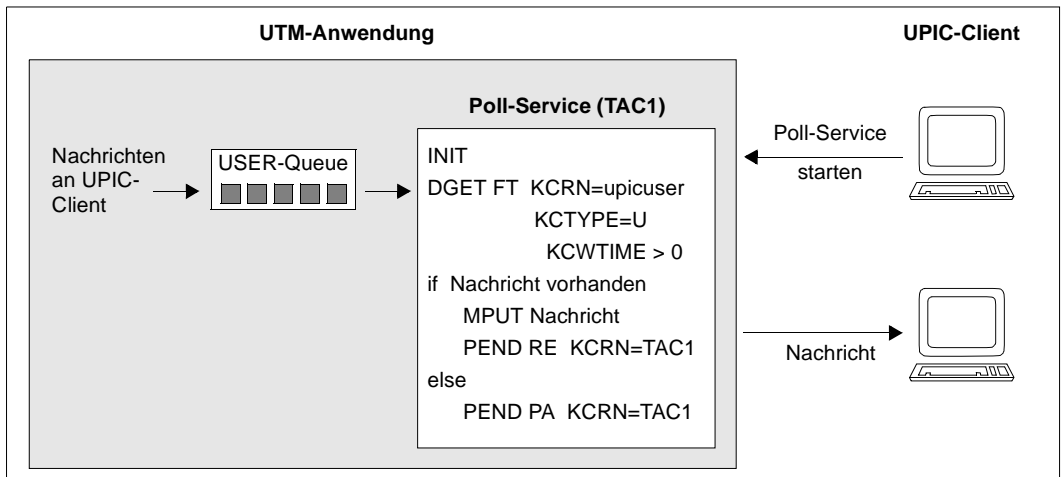 UTM-Anwendung
UPIC-Client
Poll-Service (TAC1)
Nachrichten
an UPIC-
Client
USER-Queue
INIT
DGET FT KCRN=upicuser
KCTYPE=U
KCWTIME > 0
if Nachricht vorhanden
MPUT Nachricht
PEND RE KCRN=TAC1
else
PEND PA KCRN=TAC1
Poll-Service
starten
Nachricht